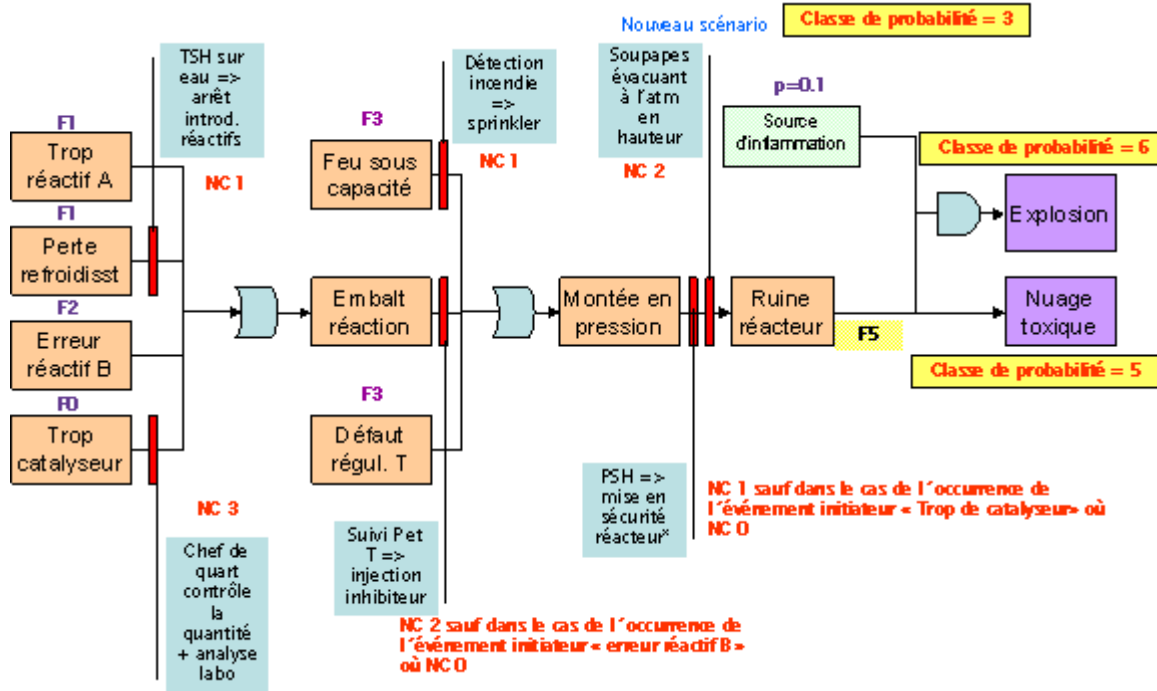 Nouveau scénario
Classe de probabilité = 3
TSH sur
eau =>
arrêt
introd.
réactifs
NC 1
Détection
incendie
=>
sprinkler
NC 1
Soupapes
évacuant
à l'atm
en
hauteur
NC 2
p=0.1
Source
d'inflammation
Classe de probabilité = 6
F1
Trop
réactif A
F1
Perte
refroidisst
F2
Erreur
réactif B
F0
Trop
catalyseur
F3
Feu sous
capacité
Embalt
réaction
F3
Défaut
régul. T
Montée en
pression
Ruine
réacteur
F5
Explosion
Nuage
toxique
Classe de probabilité = 5
NC 3
Chef de
quart
contrôle
la
quantité
+ analyse
labo
Suivi P et
T =>
injection
inhibiteur
NC 2 sauf dans le cas de l'occurrence de
l'événement initiateur « erreur réactif B »
où NC 0
PSH =>
mise en
sécurité
réacteur*
NC 1 sauf dans le cas de l'occurrence de
l'événement initiateur « Trop de catalyseur» où
NC 0